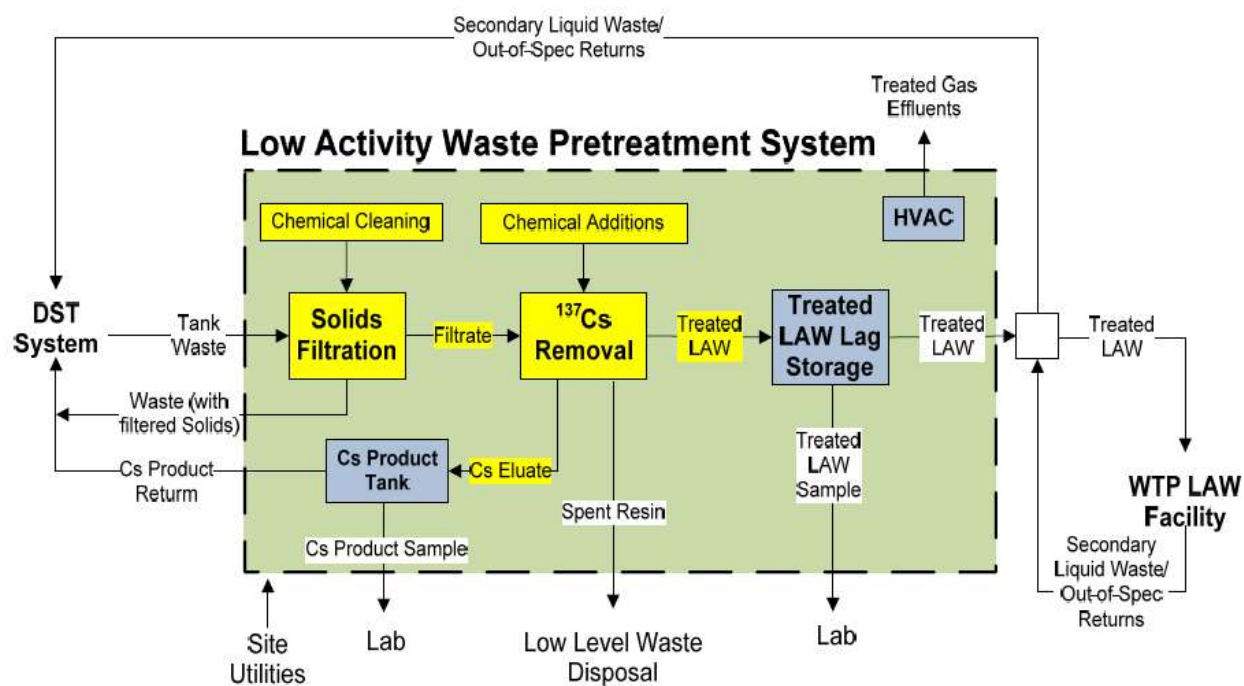 Secondary Liquid Waste/
Out-of-Spec Returns
Treated Gas
Effluents
Low Activity Waste Pretreatment System
Chemical Cleaning
Chemical Additions
HVAC
DST
System
Tank
Waste
Solids
Filtration
Filtrate
137Cs
Removal
Treated
LAW
Treated
LAW Lag
Storage
Treated
LAW
Treated
LAW
Waste (with
filtered Solids)
Cs Product
Returm
Cs Product
Tank
Cs Eluate
Spent Resin
Treated
LAW
Sample
WTP LAW
Facility
Cs Product Sample
Secondary
Liquid Waste/
Out-of-Spec
Returns
Site
Utilities
Lab
Low Level Waste
Disposal
Lab